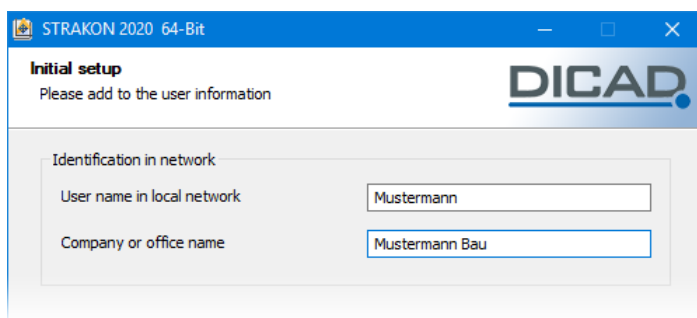 STRAKON 2020 64-Bit
Initial setup
Please add to the user information
DICAD
Identification in network
User name in local network
Mustermann
Company or office name
Mustermann Bau